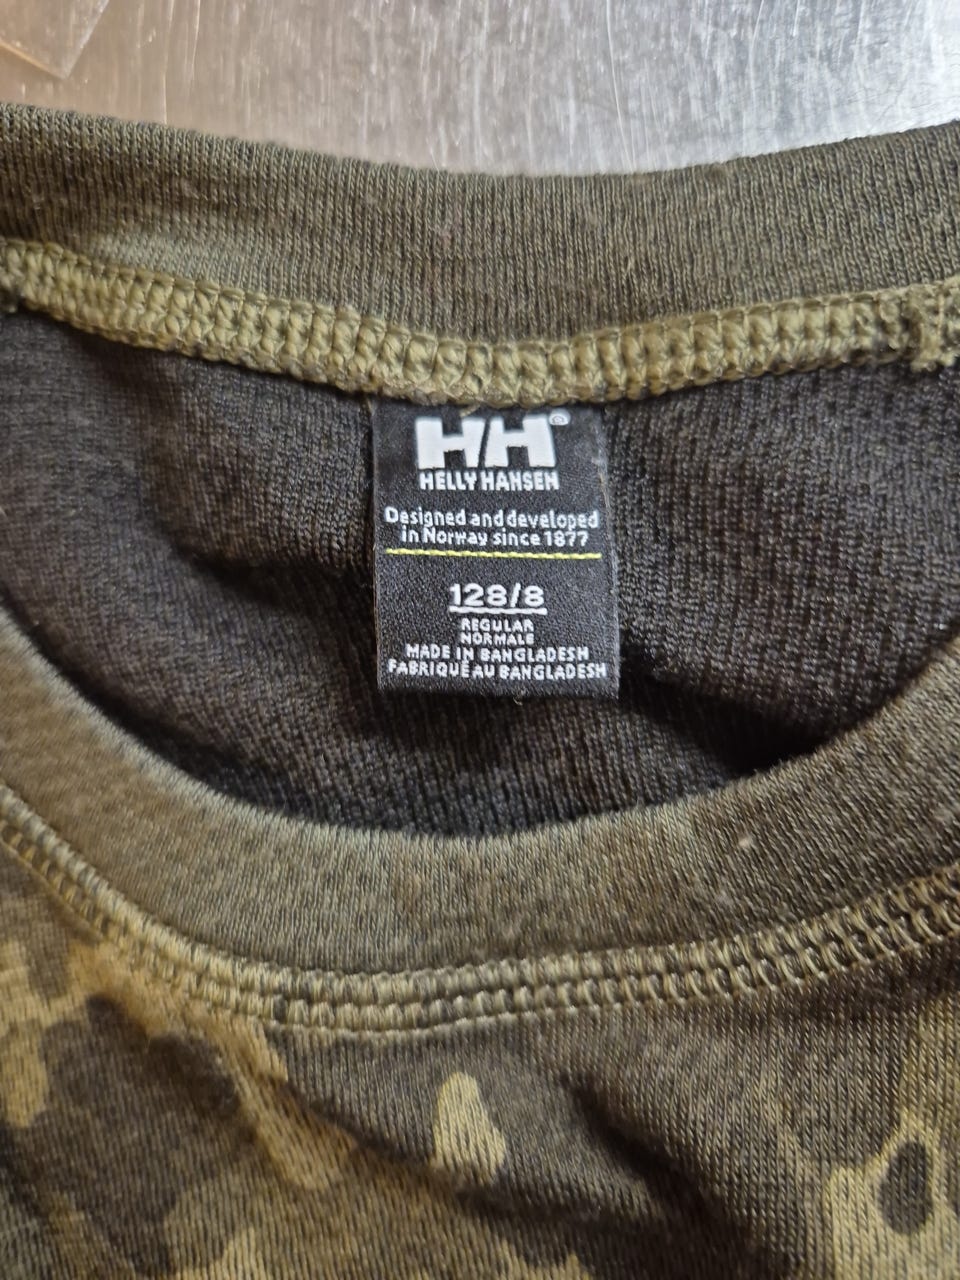 HH®
HELLY HANSEN
Designed and developed
in Norway since 1877
128/8
REGULAR
NORMALE
MADE IN BANGLADESH
FABRIQUÉ AU BANGLADESH